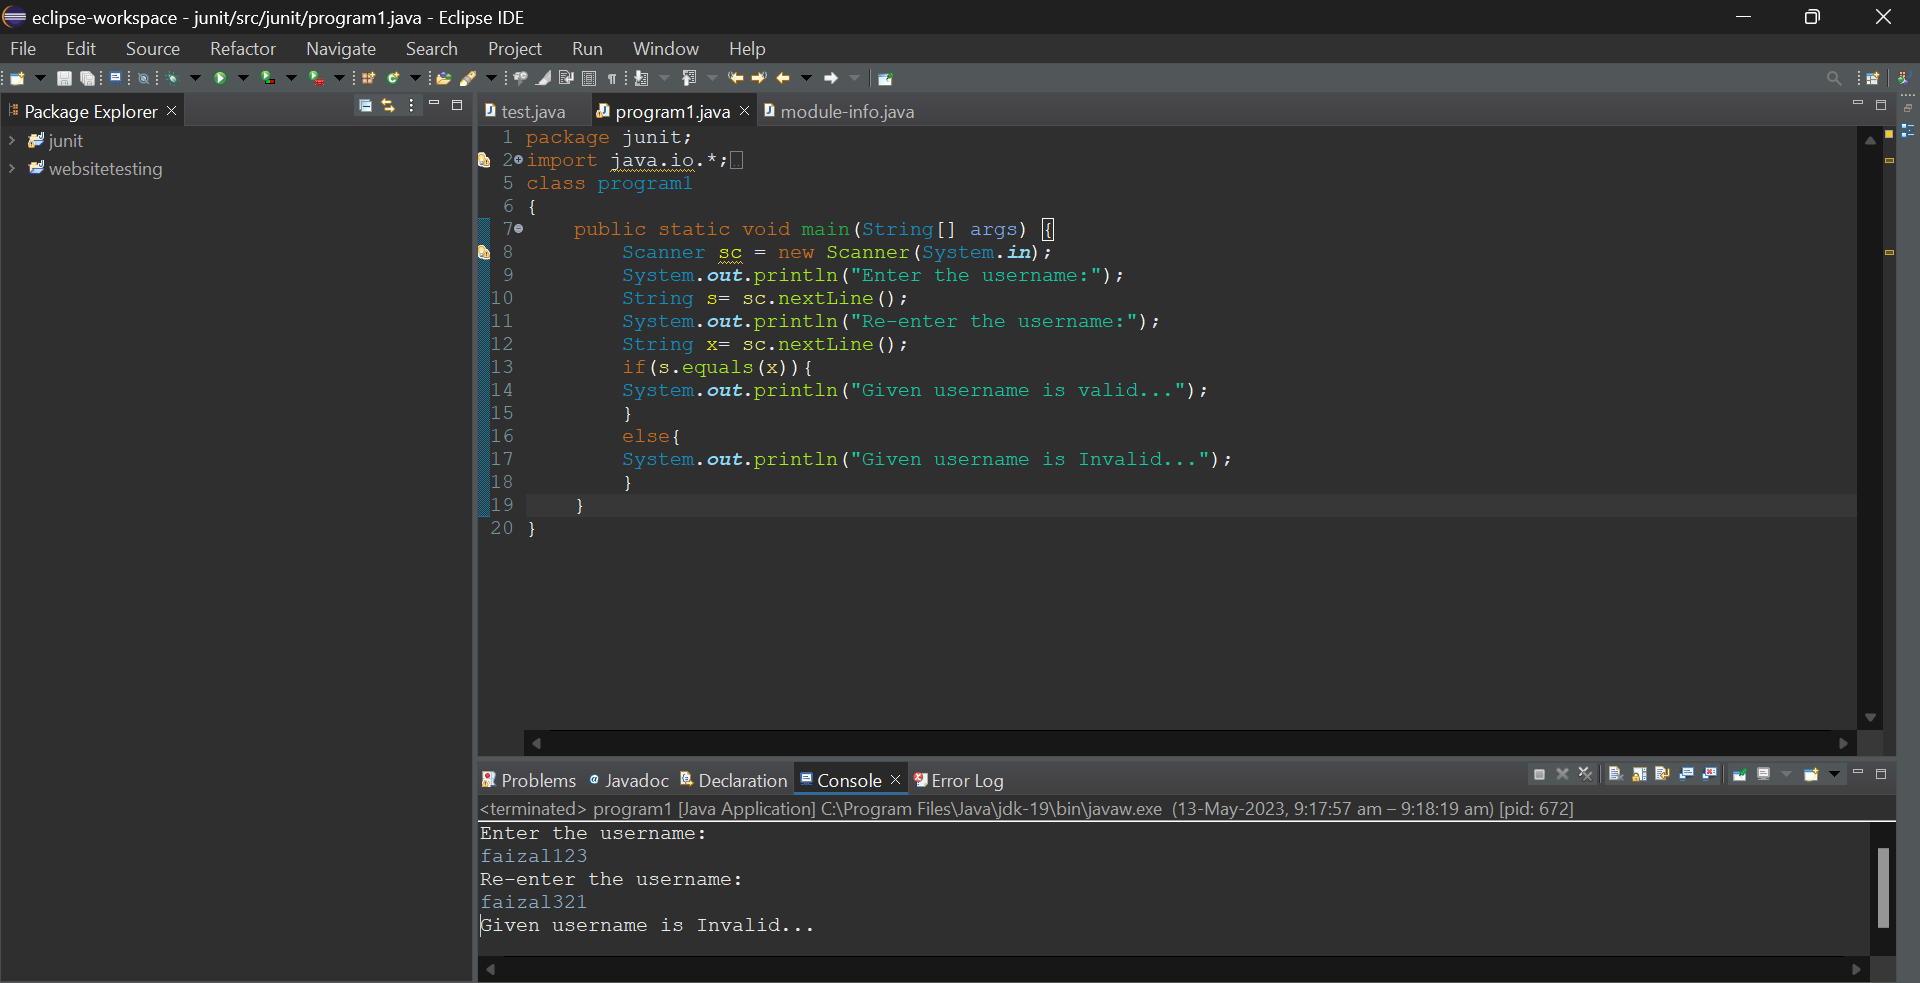 eclipse-workspace - junit/src/junit/program1.java - Eclipse IDE
File Edit Source Refactor Navigate Search Project Run Window Help
Package Explorer
junit
websitetesting
test.java program1.java module-info.java
1 package junit;
2 import java.io.*;
5 class program1
6 {
7 public static void main(String[] args) {
8 Scanner sc = new Scanner(System.in);
9 System.out.println("Enter the username:");
10 String s= sc.nextLine();
11 System.out.println("Re-enter the username:");
12 String x= sc.nextLine();
13 if(s.equals(x)){
14 System.out.println("Given username is valid...");
15 }
16 else{
17 System.out.println("Given username is Invalid...");
18 }
19 }
20 }
Problems Javadoc Declaration Console Error Log
<terminated> program1 [Java Application] C:\Program Files\Java\jdk-19\bin\javaw.exe (13-May-2023, 9:17:57 am – 9:18:19 am) [pid: 672]
Enter the username:
faizal123
Re-enter the username:
faizal321
Given username is Invalid...